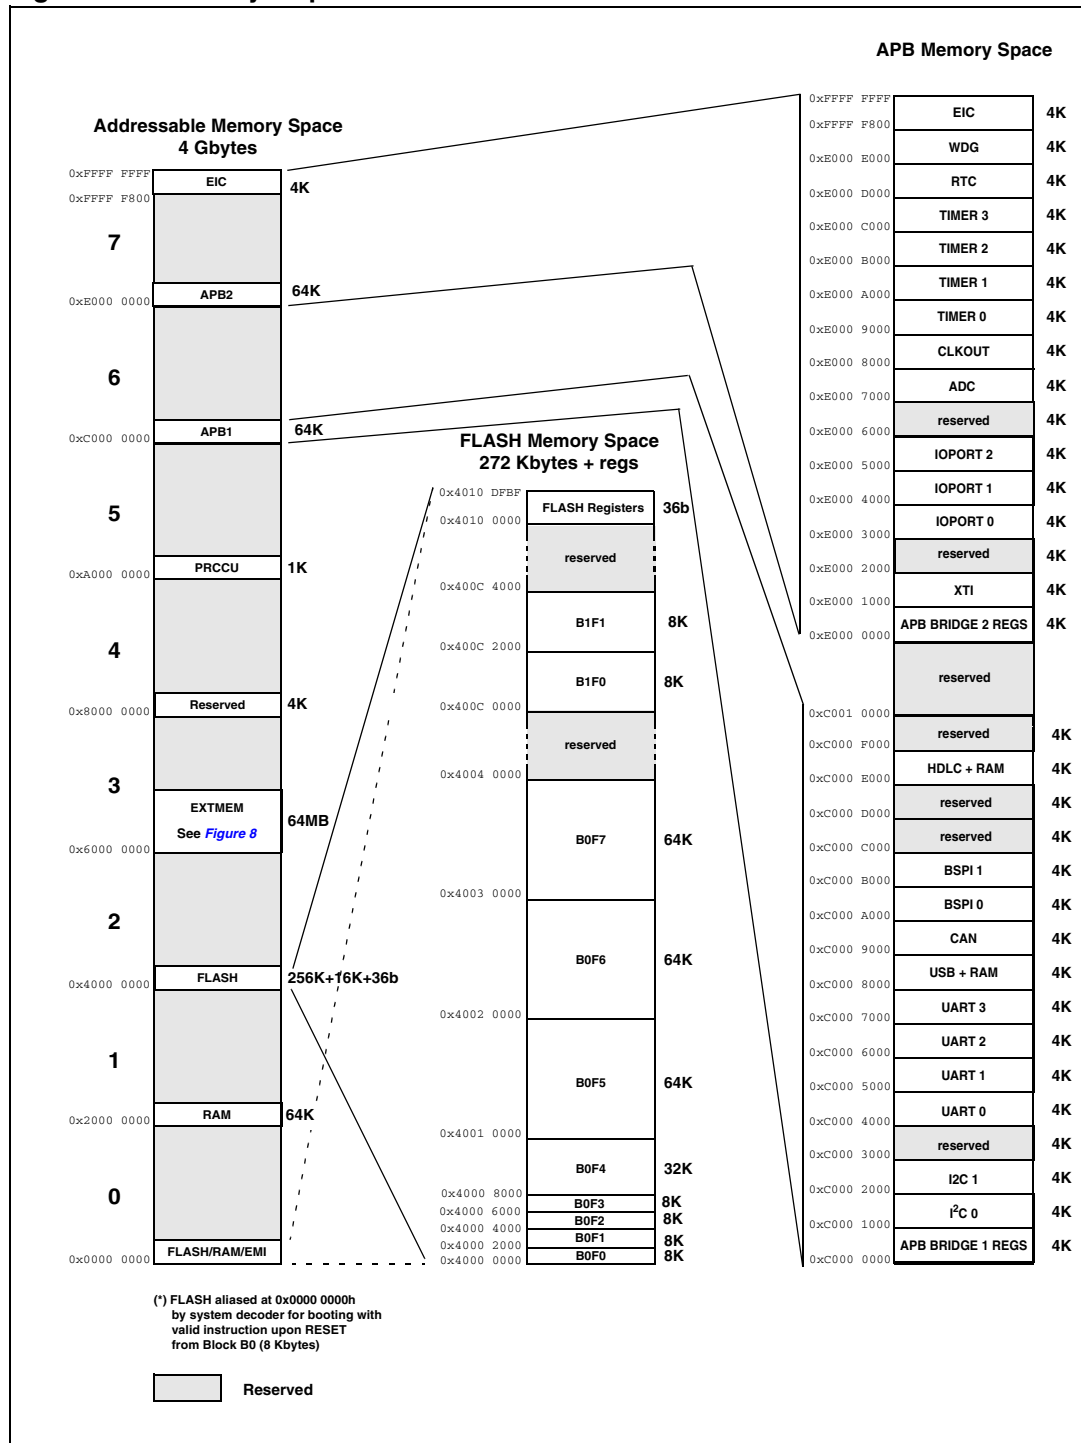 APB Memory Space
Addressable Memory Space
4 Gbytes
0xFFFF FFFF
EIC
4K
0xFFFF F800
7
APB2
64K
0xE000 0000
6
APB1
64K
0xC000 0000
5
PRCCU
1K
0xA000 0000
4
Reserved
4K
0x8000 0000
3
EXTMEM
See Figure 8
64MB
0x6000 0000
2
FLASH
256K+16K+36b
0x4000 0000
1
RAM
64K
0x2000 0000
0
FLASH/RAM/EMI
0x0000 0000
FLASH Memory Space
272 Kbytes + regs
0x4010 DFBF
FLASH Registers
36b
0x4010 0000
reserved
0x400C 4000
B1F1
8K
0x400C 2000
B1F0
8K
0x400C 0000
reserved
0x4004 0000
B0F7
64K
0x4003 0000
B0F6
64K
0x4002 0000
B0F5
64K
0x4001 0000
B0F4
32K
0x4000 8000
B0F3
8K
0x4000 6000
B0F2
8K
0x4000 4000
B0F1
8K
0x4000 2000
B0F0
8K
0x4000 0000
0xFFFF FFFF
EIC
4K
0xFFFF F800
WDG
4K
0xE000 E000
RTC
4K
0xE000 D000
TIMER 3
4K
0xE000 C000
TIMER 2
4K
0xE000 B000
TIMER 1
4K
0xE000 A000
TIMER 0
4K
0xE000 9000
CLKOUT
4K
0xE000 8000
ADC
4K
0xE000 7000
reserved
4K
0xE000 6000
IOPORT 2
4K
0xE000 5000
IOPORT 1
4K
0xE000 4000
IOPORT 0
4K
0xE000 3000
reserved
4K
0xE000 2000
XTI
4K
0xE000 1000
APB BRIDGE 2 REGS
4K
0xE000 0000
reserved
0xC001 0000
reserved
4K
0xC000 F000
HDLC + RAM
4K
0xC000 E000
reserved
4K
0xC000 D000
reserved
4K
0xC000 C000
BSPI 1
4K
0xC000 B000
BSPI 0
4K
0xC000 A000
CAN
4K
0xC000 9000
USB + RAM
4K
0xC000 8000
UART 3
4K
0xC000 7000
UART 2
4K
0xC000 6000
UART 1
4K
0xC000 5000
UART 0
4K
0xC000 4000
reserved
4K
0xC000 3000
I2C 1
4K
0xC000 2000
I²C 0
4K
0xC000 1000
APB BRIDGE 1 REGS
4K
0xC000 0000
(*) FLASH aliased at 0x0000 0000h
by system decoder for booting with
valid instruction upon RESET
from Block B0 (8 Kbytes)
Reserved